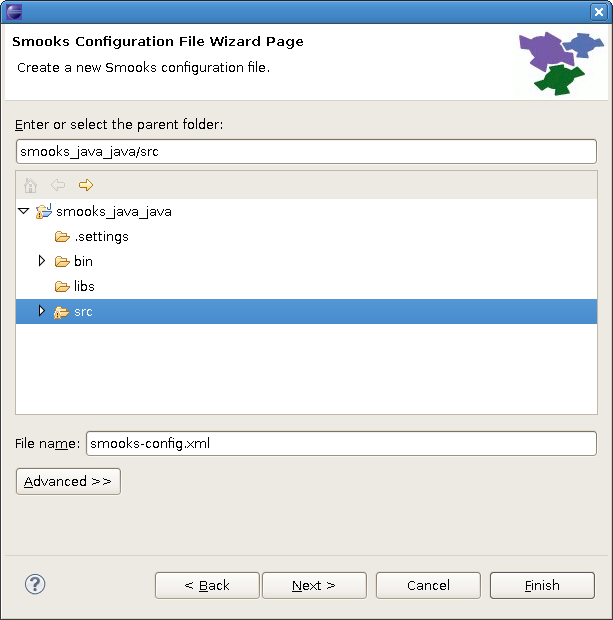 Smooks Configuration File Wizard Page
Create a new Smooks configuration file.
Enter or select the parent folder:
smooks_java_java/src
smooks_java_java
.settings
bin
libs
src
File name: smooks-config.xml
Advanced >>
? < Back Next > Cancel Finish